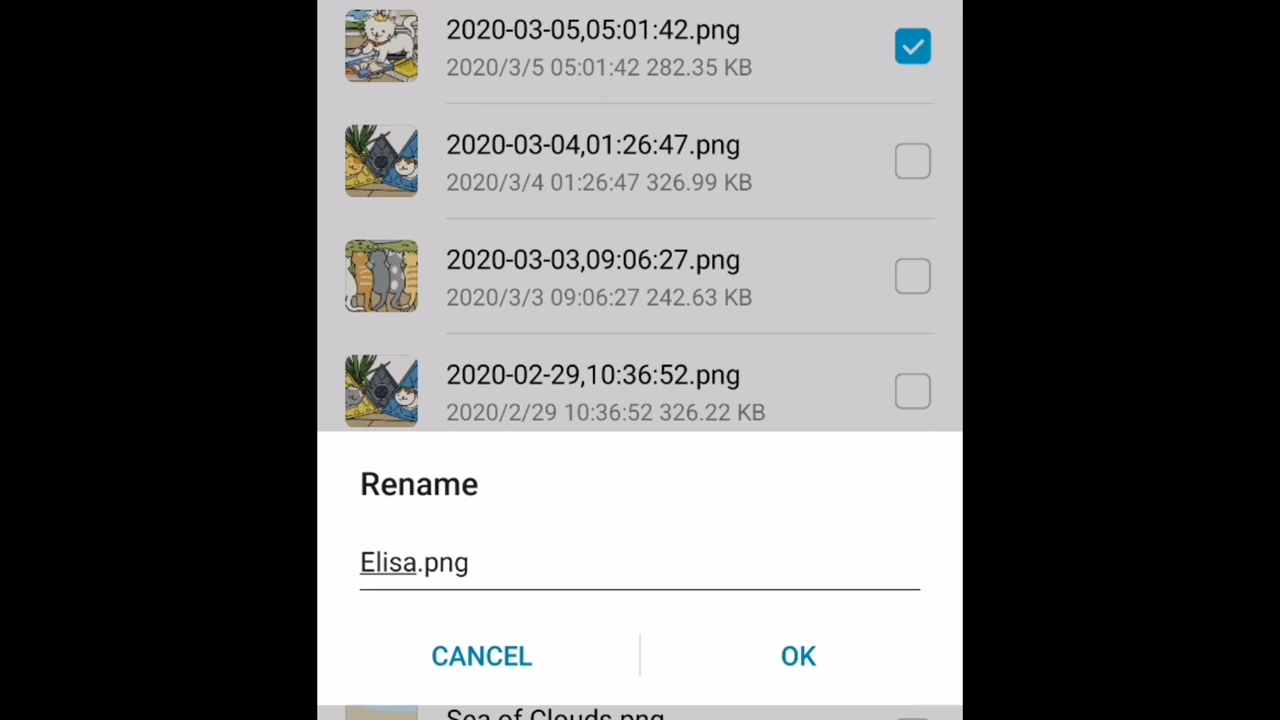 2020-03-05,05:01:42.png
2020/3/5 05:01:42 282.35 KB
2020-03-04,01:26:47.png
2020/3/4 01:26:47 326.99 KB
2020-03-03,09:06:27.png
2020/3/3 09:06:27 242.63 KB
2020-02-29,10:36:52.png
2020/2/29 10:36:52 326.22 KB
Rename
Elisa.png
CANCEL
OK
Sea of Clouds.png